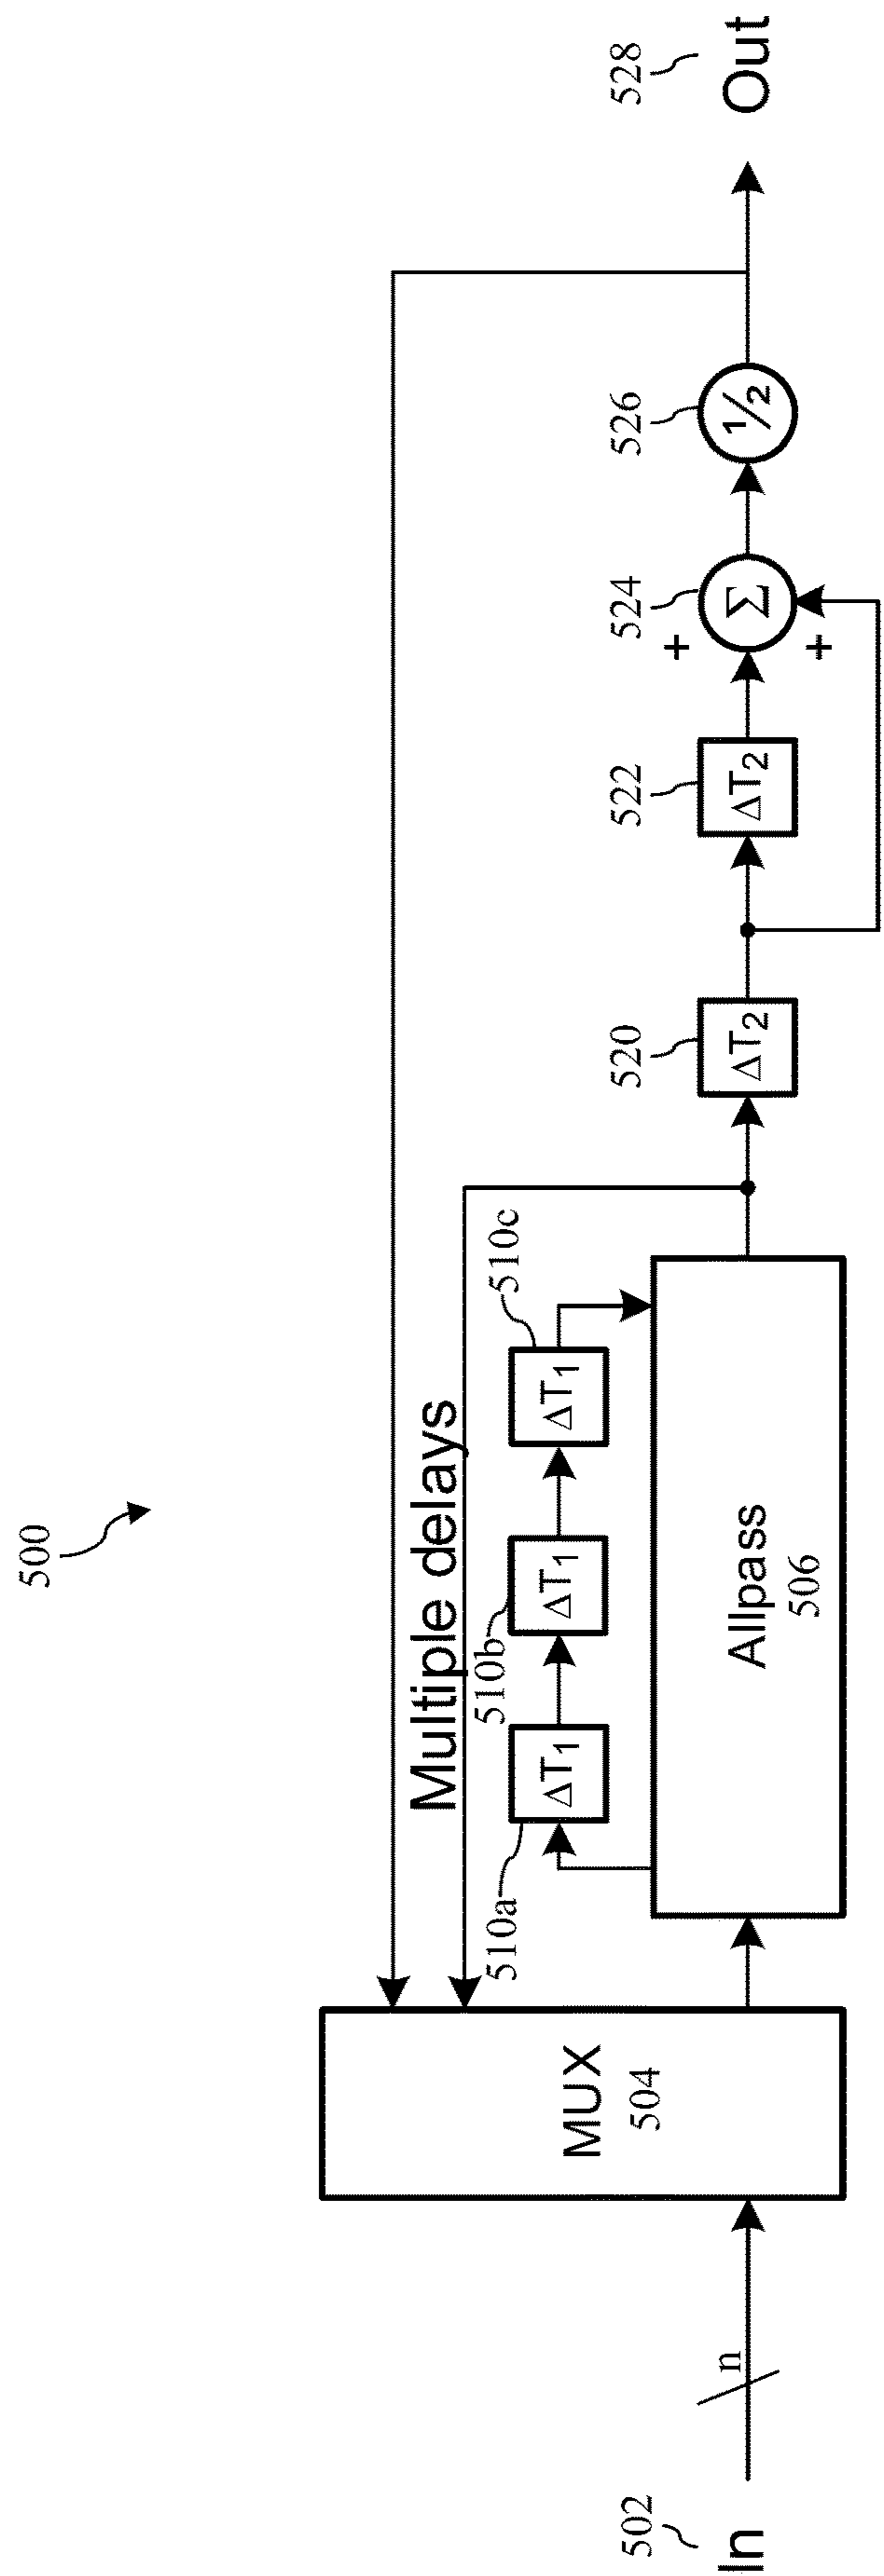 500
Multiple delays
510a
510b
510c
ΔT1
ΔT1
ΔT1
502
In
n
MUX
504
Allpass
506
520
ΔT2
522
ΔT2
524
+
Σ
+
526
½
528
Out